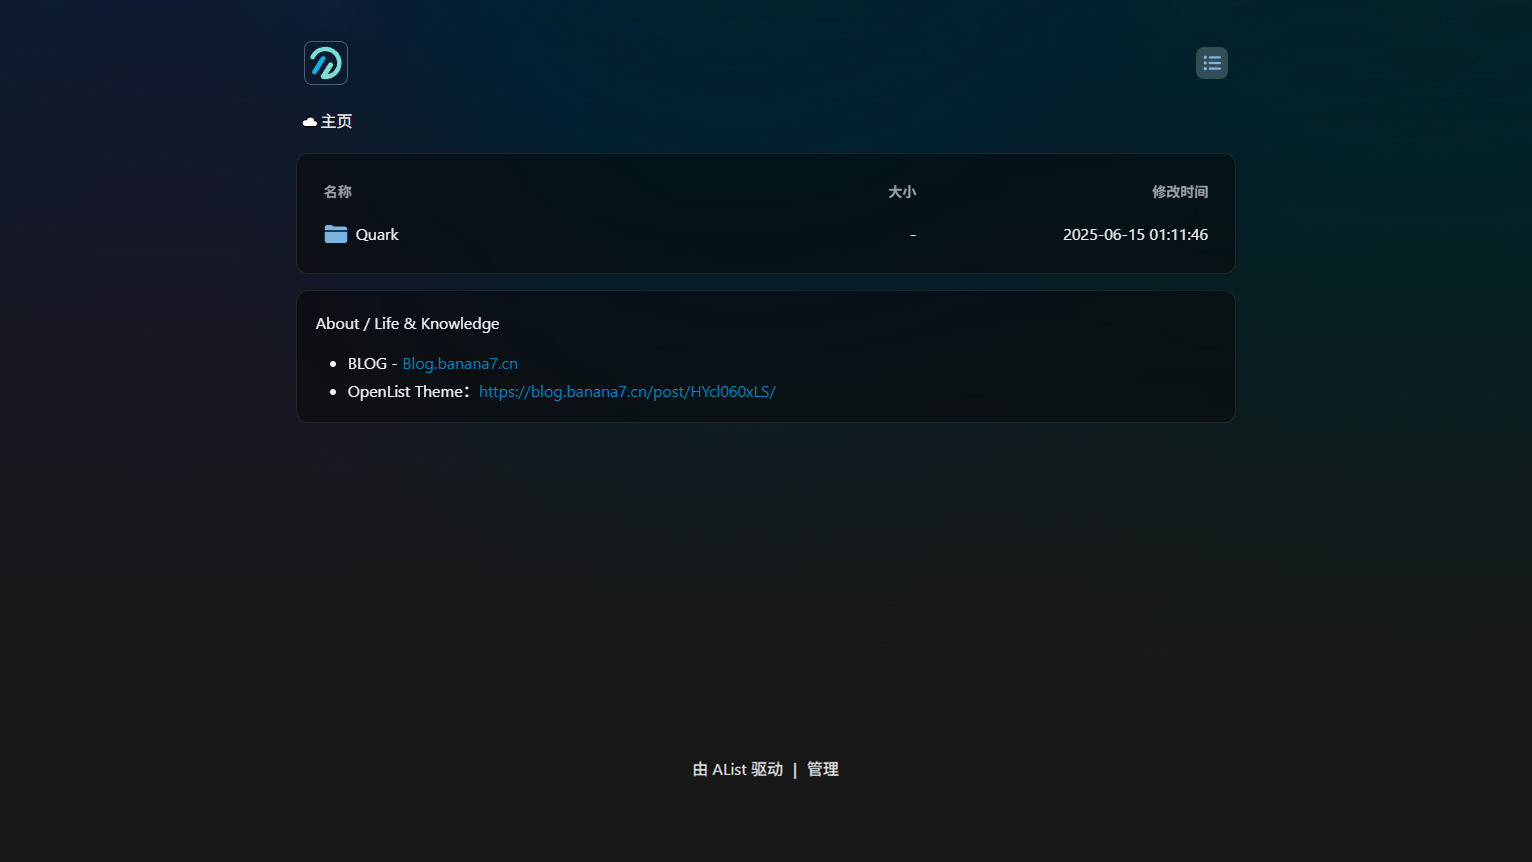 主页
名称 大小 修改时间
Quark - 2025-06-15 01:11:46
About / Life & Knowledge
BLOG - Blog.banana7.cn
OpenList Theme：https://blog.banana7.cn/post/HYcl060xLS/
由 AList 驱动 | 管理